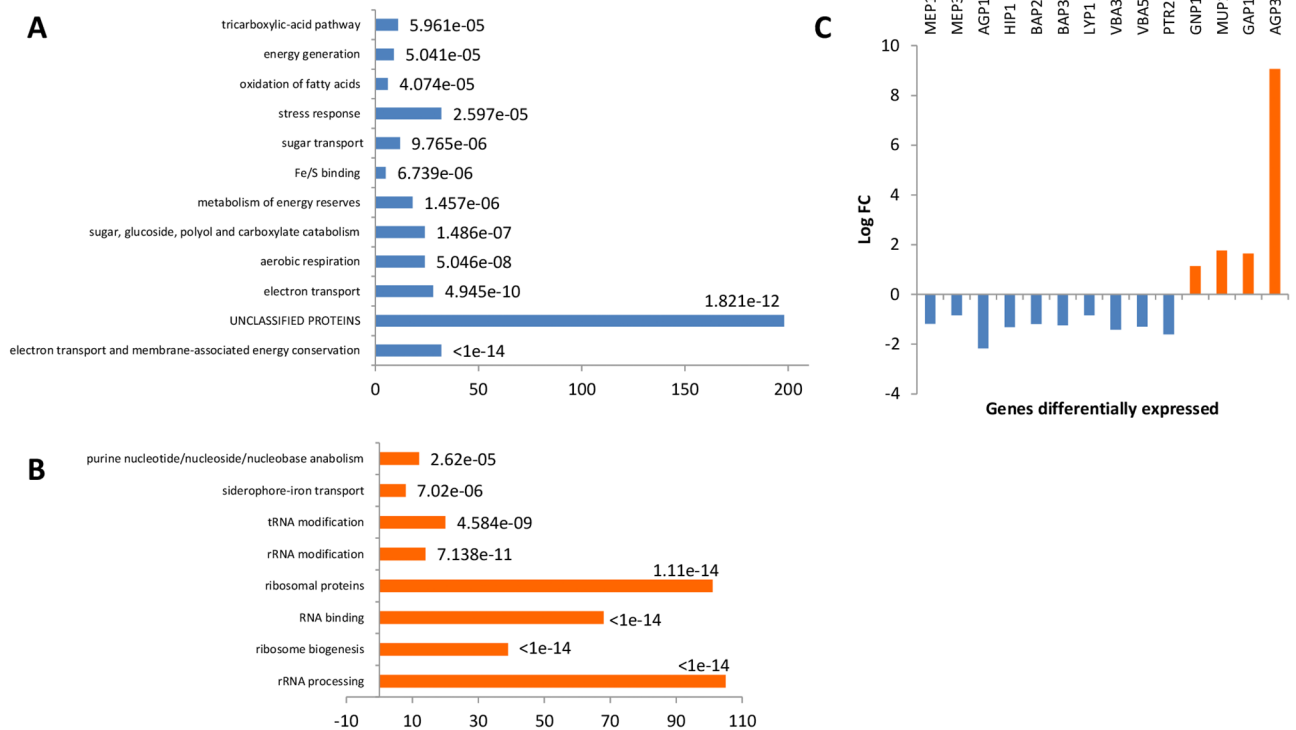 A
tricarboxylic-acid pathway 5.961e-05
energy generation 5.041e-05
oxidation of fatty acids 4.074e-05
stress response 2.597e-05
sugar transport 9.765e-06
Fe/S binding 6.739e-06
metabolism of energy reserves 1.457e-06
sugar, glucoside, polyol and carboxylate catabolism 1.486e-07
aerobic respiration 5.046e-08
electron transport 4.945e-10
UNCLASSIFIED PROTEINS 1.821e-12
electron transport and membrane-associated energy conservation <1e-14
0 50 100 150 200
B
purine nucleotide/nucleoside/nucleobase anabolism 2.62e-05
siderophore-iron transport 7.02e-06
tRNA modification 4.584e-09
rRNA modification 7.138e-11
ribosomal proteins 1.11e-14
RNA binding <1e-14
ribosome biogenesis <1e-14
rRNA processing <1e-14
-10 10 30 50 70 90 110
C
AGP1 HIP1 BAP2 BAP3 LYP1 VBA3 VBA5 PTR2 GNP1 GAP1 AGP3
10
8
6
4
2
0
-2
-4
Log FC
Genes differentially expressed